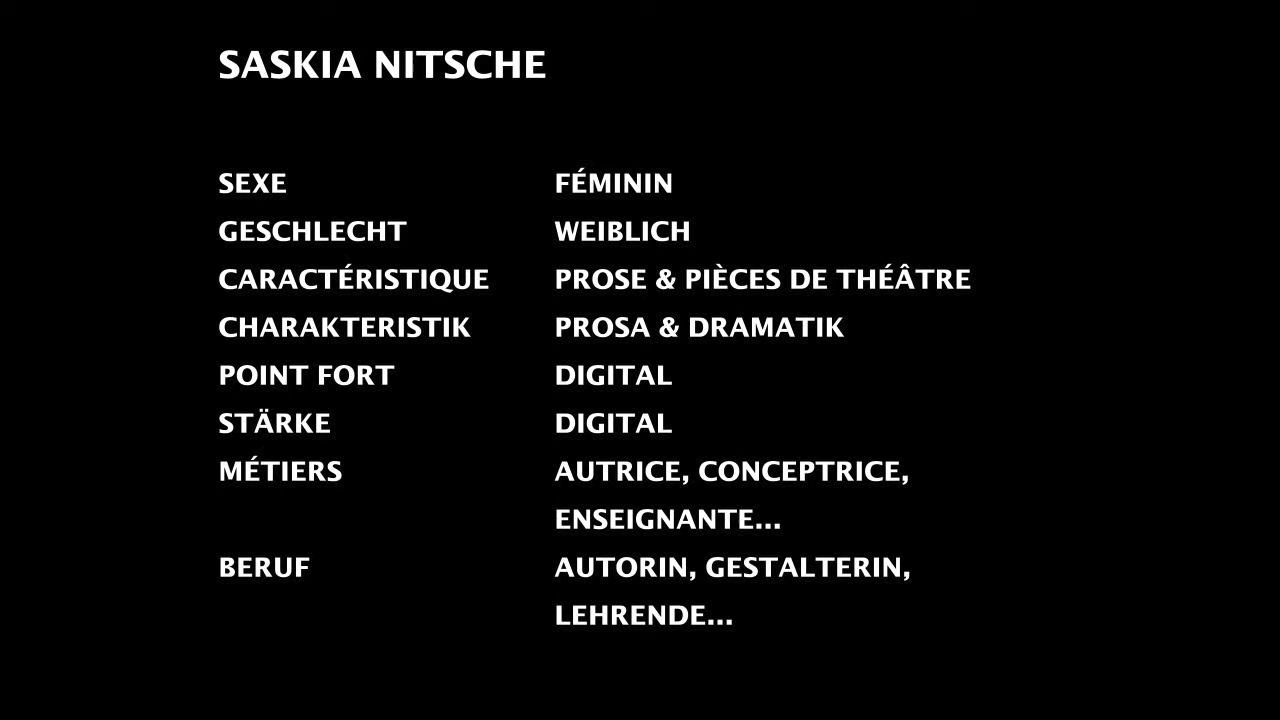 SASKIA NITSCHE
SEXE FÉMININ
GESCHLECHT WEIBLICH
CARACTÉRISTIQUE PROSE & PIÈCES DE THÉÂTRE
CHARAKTERISTIK PROSA & DRAMATIK
POINT FORT DIGITAL
STÄRKE DIGITAL
MÉTIERS AUTRICE, CONCEPTRICE,
ENSEIGNANTE...
BERUF AUTORIN, GESTALTERIN,
LEHRENDE...